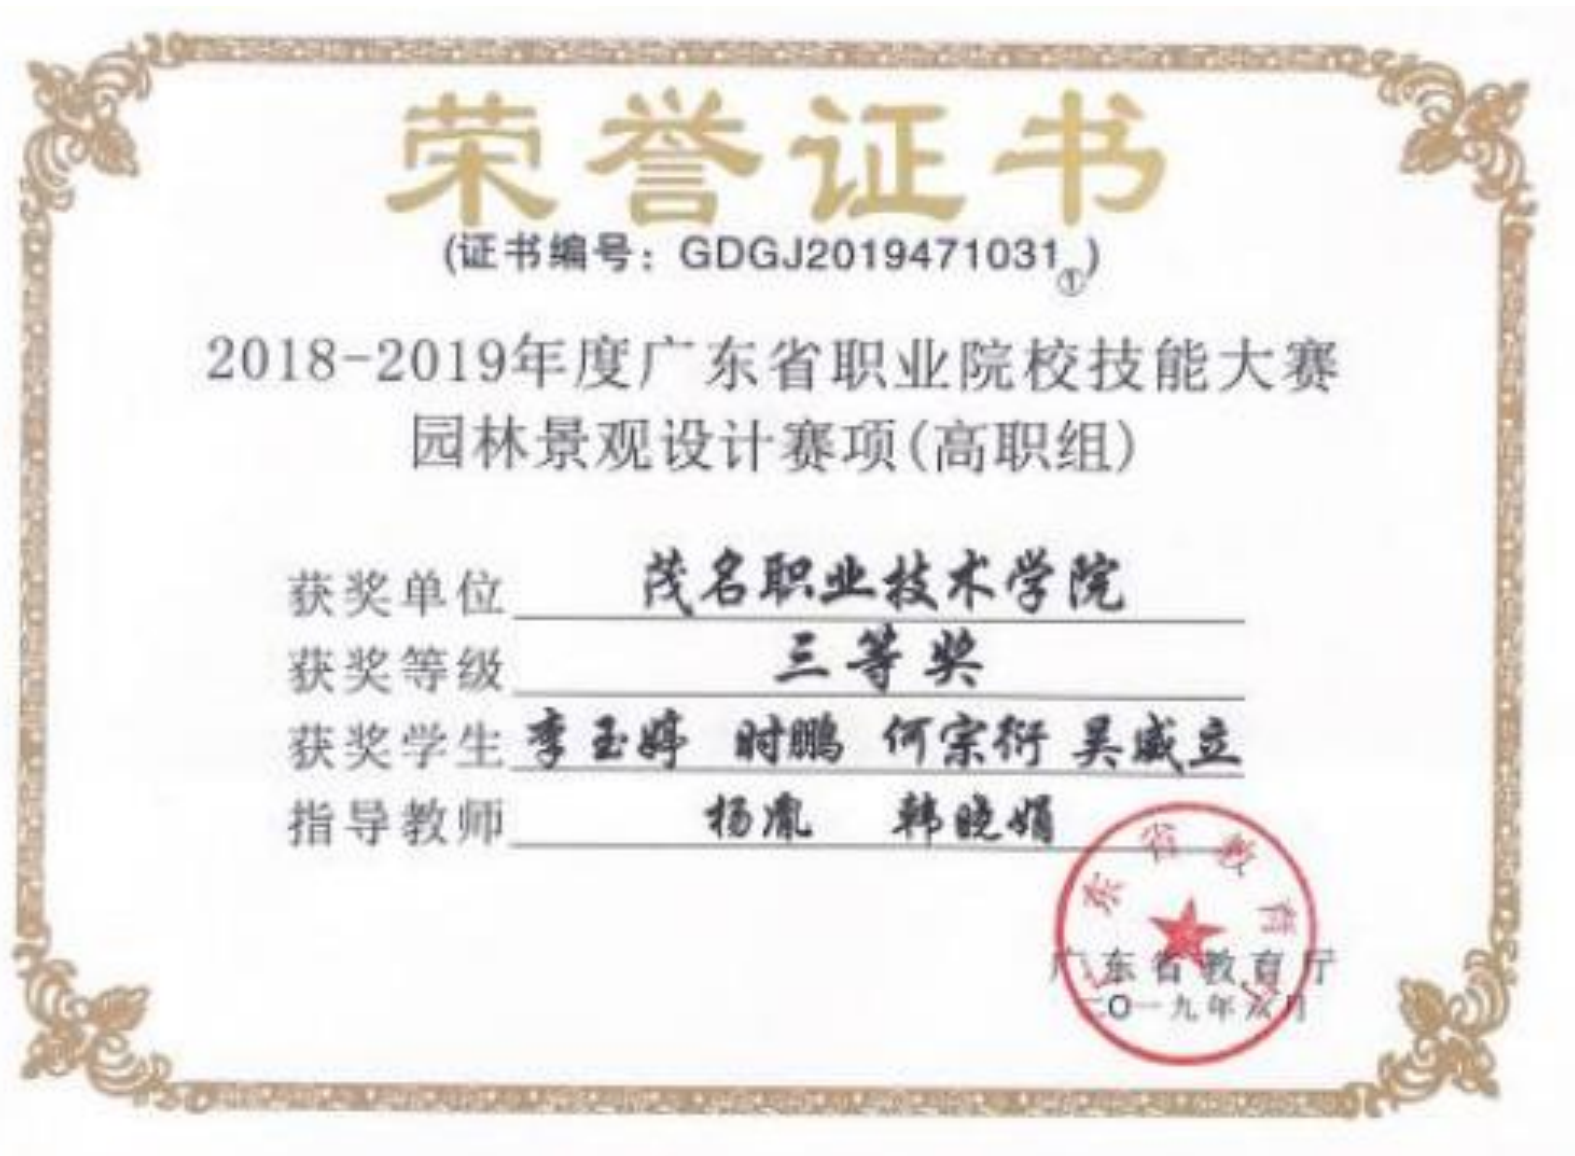 荣誉证书
(证书编号：GDGJ2019471031①)
2018-2019年度广东省职业院校技能大赛
园林景观设计赛项(高职组)
获奖单位 茂名职业技术学院
获奖等级 三等奖
获奖学生 李玉婷 时鹏 何宗衍 吴威立
指导教师 杨胤 韩晓娟
广东省教育厅
二〇一九年六月